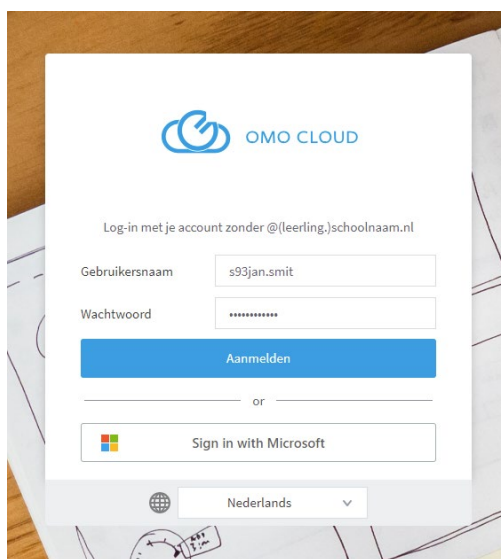 OMO CLOUD
Log-in met je account zonder @(leerling.)schoolnaam.nl
Gebruikersnaam s93jan.smit
Wachtwoord ••••••••••••
Aanmelden
or
Sign in with Microsoft
Nederlands